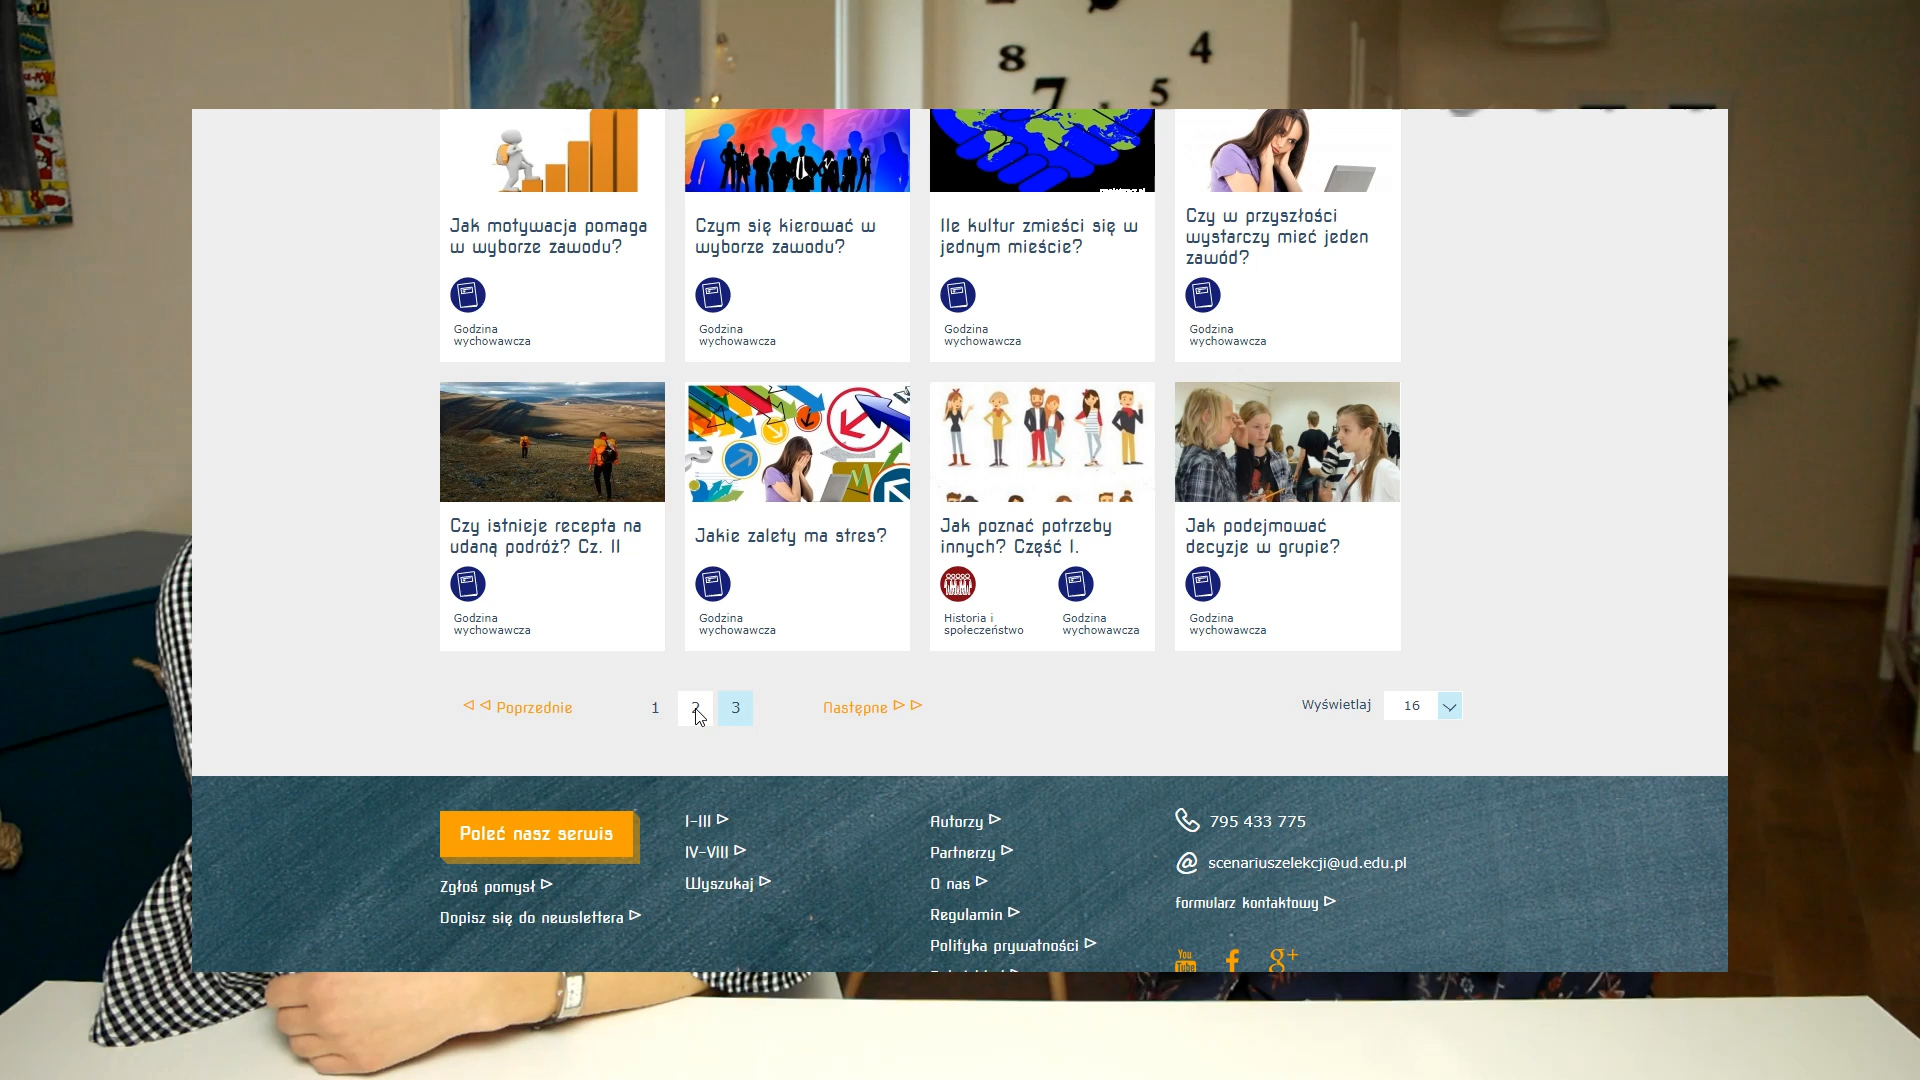 8
4
7
5
Jak motywacja pomaga
w wyborze zawodu?
Godzina
wychowawcza
Czym się kierować w
wyborze zawodu?
Godzina
wychowawcza
Ile kultur zmieści się w
jednym mieście?
Godzina
wychowawcza
Czy w przyszłości
wystarczy mieć jeden
zawód?
Godzina
wychowawcza
Czy istnieje recepta na
udaną podróż? Cz. II
Godzina
wychowawcza
Jakie zalety ma stres?
Godzina
wychowawcza
Jak poznać potrzeby
innych? Część I.
Historia i
społeczeństwo
Godzina
wychowawcza
Jak podejmować
decyzje w grupie?
Godzina
wychowawcza
Poprzednie 1 2 3 Następne
Wyświetlaj 16
Poleć nasz serwis
Zgłoś pomysł
Dopisz się do newslettera
I-III
IV-VIII
Wyszukaj
Autorzy
Partnerzy
O nas
Regulamin
Polityka prywatności
795 433 775
scenariuszelekcji@ud.edu.pl
formularz kontaktowy
You
Tube
f
g+